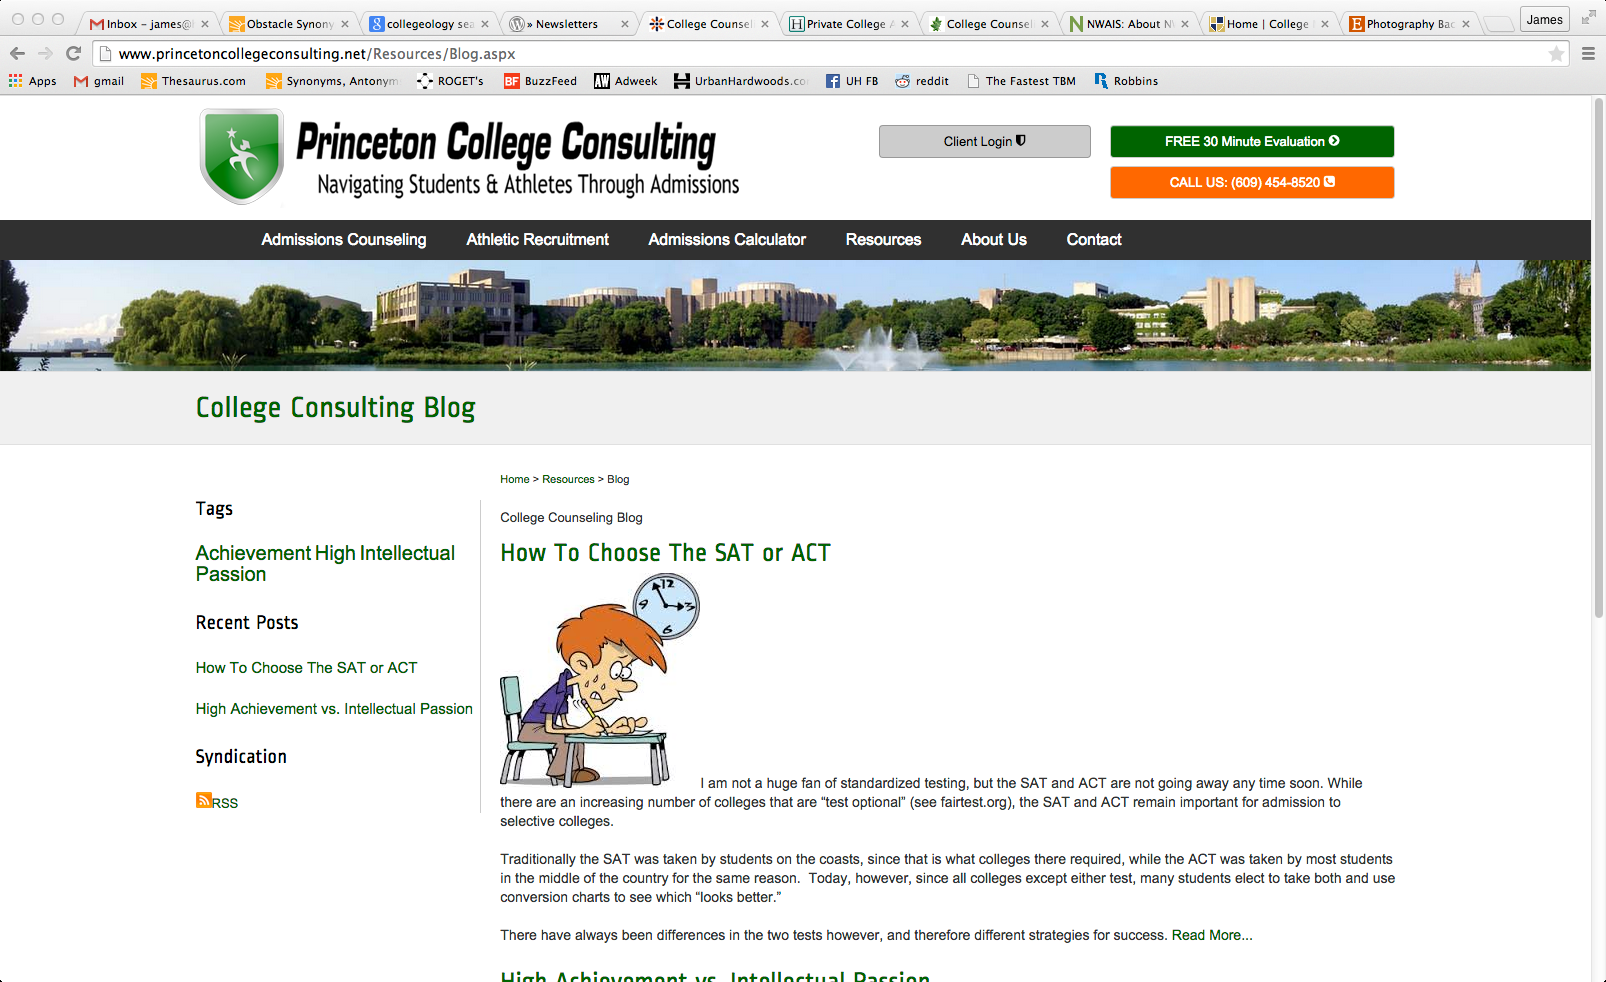 Inbox – james@
Obstacle Synony
collegeology sea
» Newsletters
College Counsel
Private College A
College Counsel
NWAIS: About N
Home | College
Photography Bac
James
www.princetoncollegeconsulting.net/Resources/Blog.aspx
Apps
gmail
Thesaurus.com
Synonyms, Antonym
ROGET's
BuzzFeed
Adweek
UrbanHardwoods.co
UH FB
reddit
The Fastest TBM
Robbins
Princeton College Consulting
Navigating Students & Athletes Through Admissions
Client Login
FREE 30 Minute Evaluation
CALL US: (609) 454-8520
Admissions Counseling
Athletic Recruitment
Admissions Calculator
Resources
About Us
Contact
College Consulting Blog
Tags
Achievement High Intellectual
Passion
Recent Posts
How To Choose The SAT or ACT
High Achievement vs. Intellectual Passion
Syndication
RSS
Home > Resources > Blog
College Counseling Blog
How To Choose The SAT or ACT
12
9
3
6
I am not a huge fan of standardized testing, but the SAT and ACT are not going away any time soon. While
there are an increasing number of colleges that are “test optional” (see fairtest.org), the SAT and ACT remain important for admission to
selective colleges.
Traditionally the SAT was taken by students on the coasts, since that is what colleges there required, while the ACT was taken by most students
in the middle of the country for the same reason. Today, however, since all colleges except either test, many students elect to take both and use
conversion charts to see which “looks better.”
There have always been differences in the two tests however, and therefore different strategies for success. Read More...
High Achievement vs. Intellectual Passion